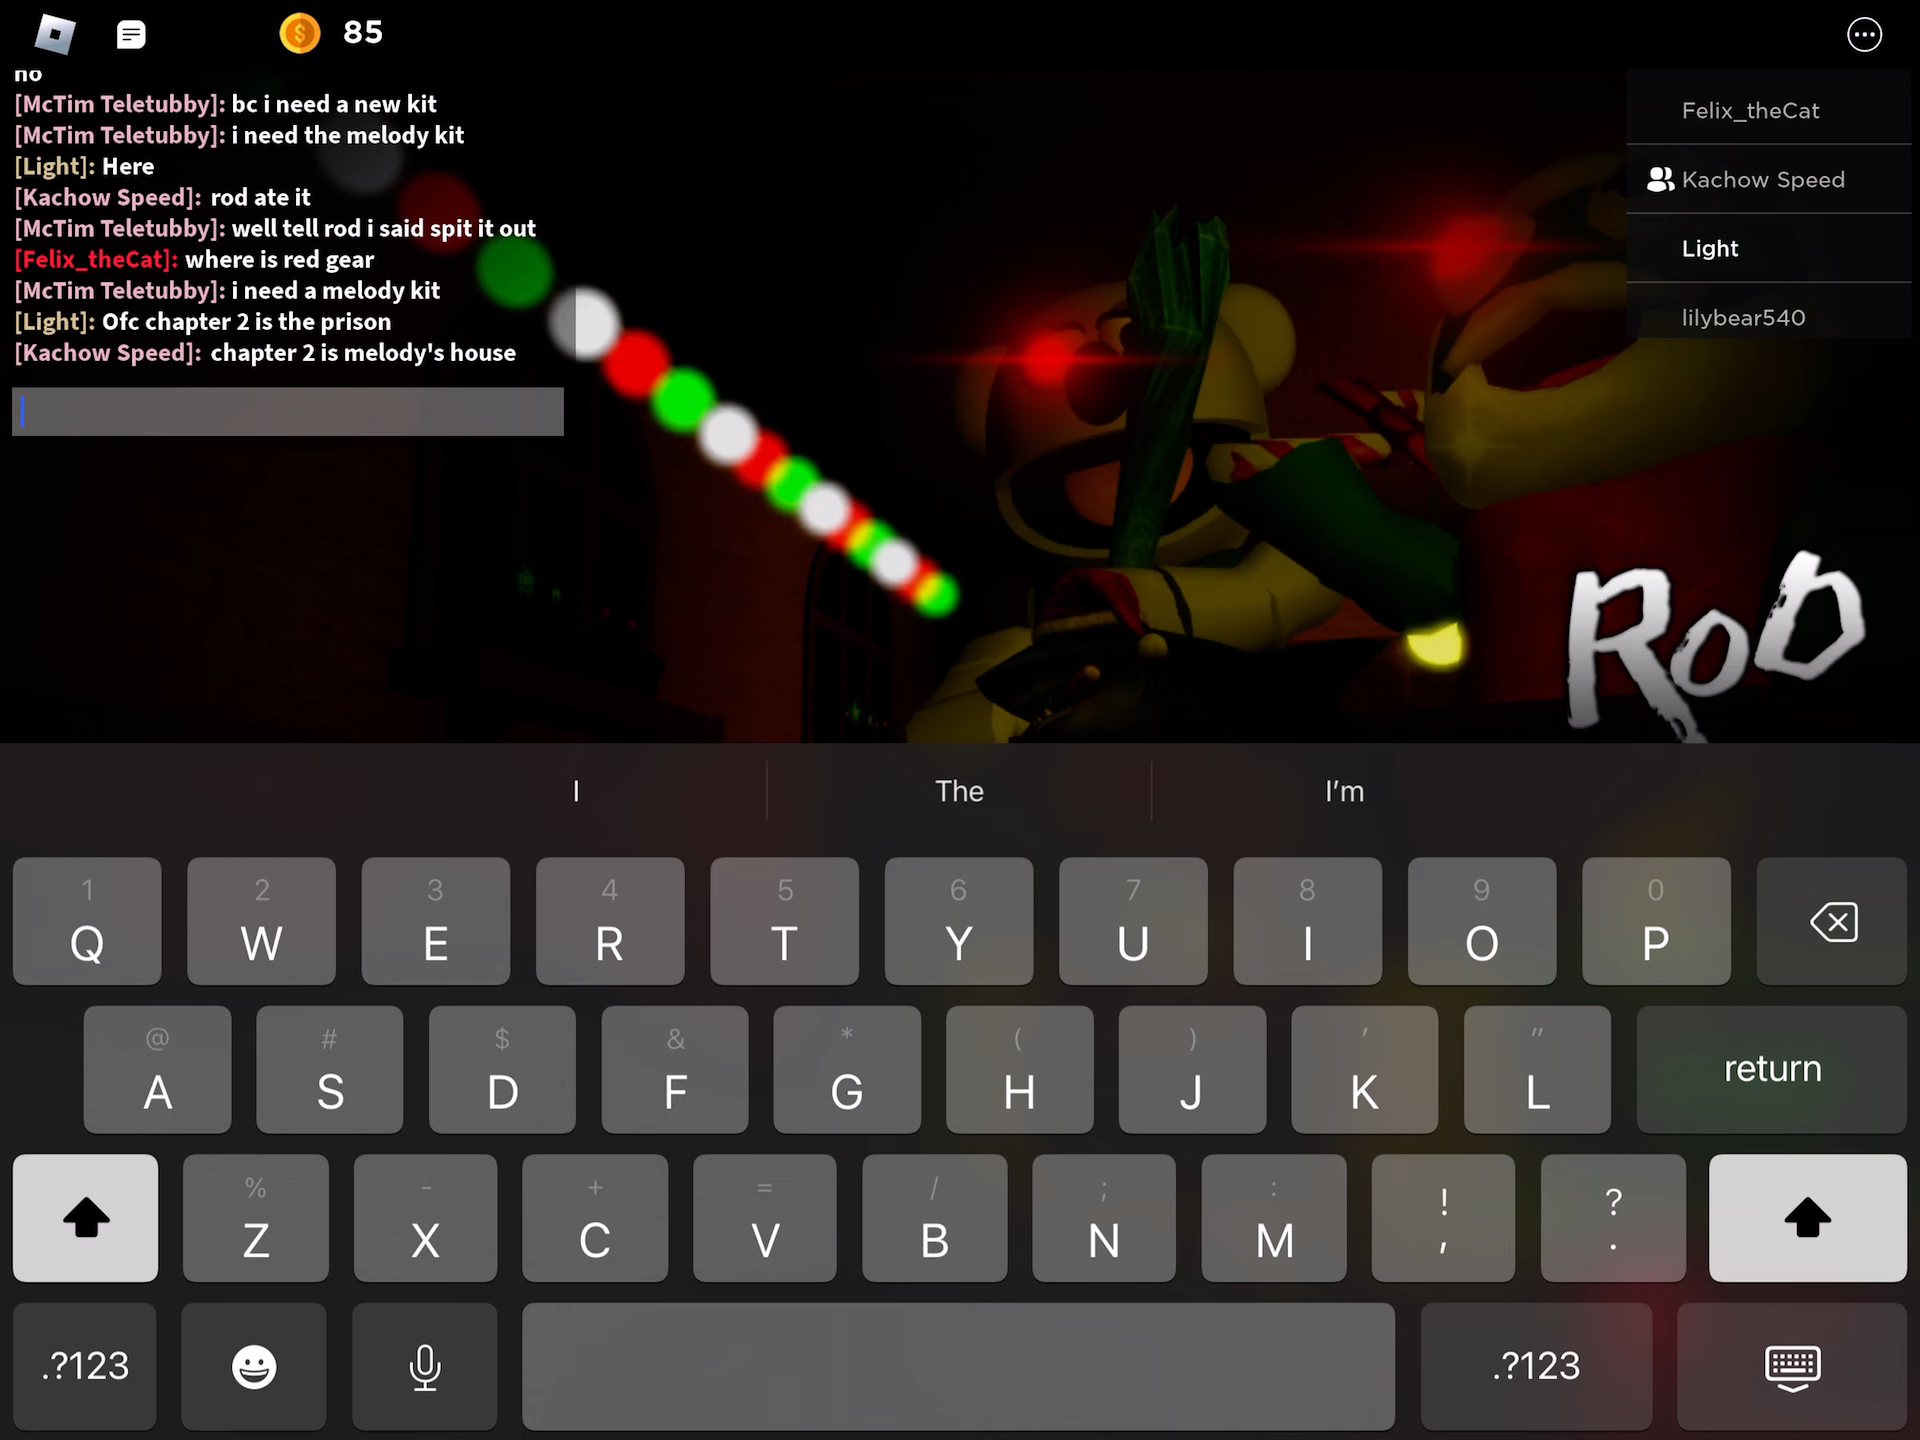 85
no
[McTim Teletubby]: bc i need a new kit
[McTim Teletubby]: i need the melody kit
[Light]: Here
[Kachow Speed]: rod ate it
[McTim Teletubby]: well tell rod i said spit it out
[Felix_theCat]: where is red gear
[McTim Teletubby]: i need a melody kit
[Light]: Ofc chapter 2 is the prison
[Kachow Speed]: chapter 2 is melody's house
Felix_theCat
Kachow Speed
Light
lilybear540
RoD
I The I'm
1 2 3 4 5 6 7 8 9 0
Q W E R T Y U I O P
@ # $ & * ( ) ' "
A S D F G H J K L return
% - + = / ; : ! ?
Z X C V B N M , .
.?123 .?123